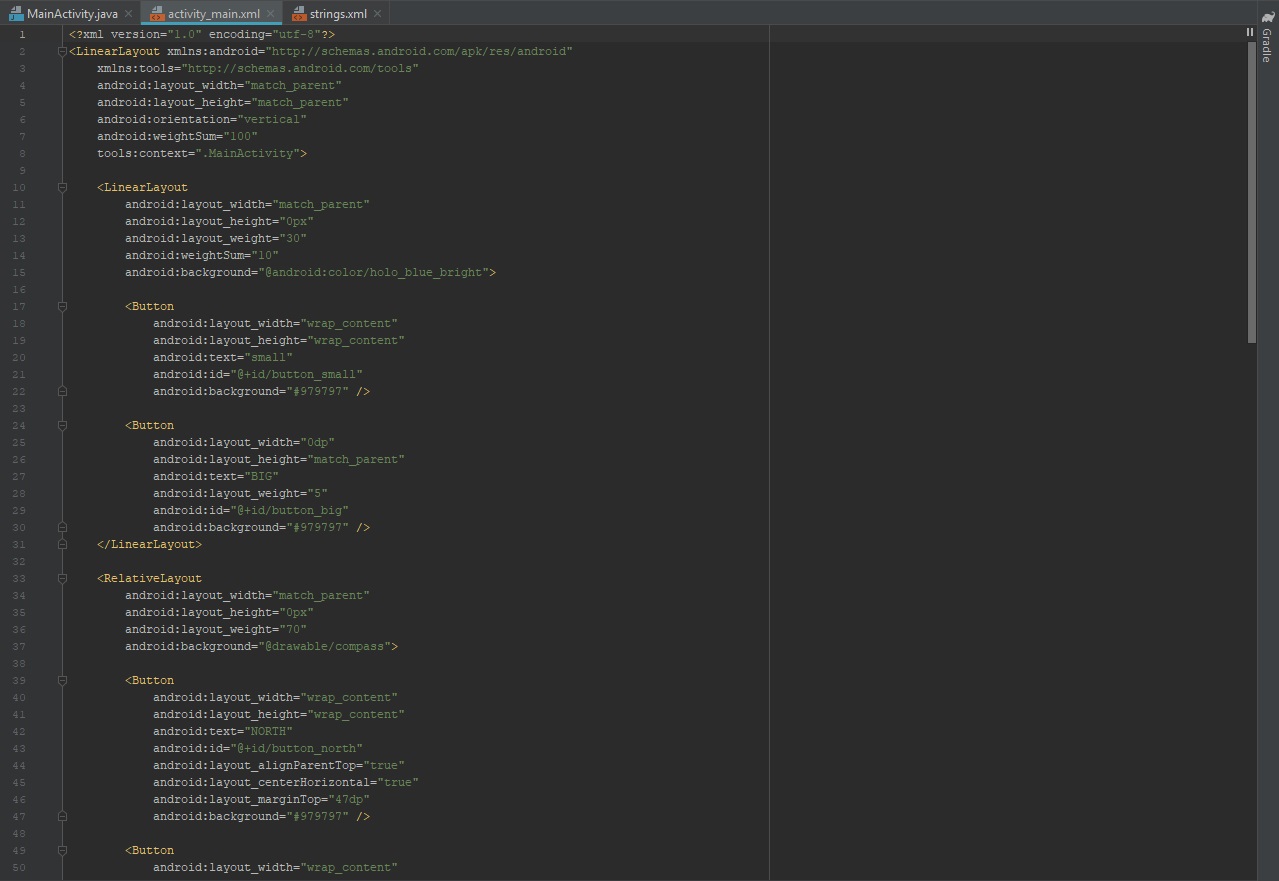 MainActivity.java
activity_main.xml
strings.xml
Gradle
1 <?xml version="1.0" encoding="utf-8"?>
2 <LinearLayout xmlns:android="http://schemas.android.com/apk/res/android"
3     xmlns:tools="http://schemas.android.com/tools"
4     android:layout_width="match_parent"
5     android:layout_height="match_parent"
6     android:orientation="vertical"
7     android:weightSum="100"
8     tools:context=".MainActivity">
9
10     <LinearLayout
11         android:layout_width="match_parent"
12         android:layout_height="0px"
13         android:layout_weight="30"
14         android:weightSum="10"
15         android:background="@android:color/holo_blue_bright">
16
17         <Button
18             android:layout_width="wrap_content"
19             android:layout_height="wrap_content"
20             android:text="small"
21             android:id="@+id/button_small"
22             android:background="#979797" />
23
24         <Button
25             android:layout_width="0dp"
26             android:layout_height="match_parent"
27             android:text="BIG"
28             android:layout_weight="5"
29             android:id="@+id/button_big"
30             android:background="#979797" />
31     </LinearLayout>
32
33     <RelativeLayout
34         android:layout_width="match_parent"
35         android:layout_height="0px"
36         android:layout_weight="70"
37         android:background="@drawable/compass">
38
39         <Button
40             android:layout_width="wrap_content"
41             android:layout_height="wrap_content"
42             android:text="NORTH"
43             android:id="@+id/button_north"
44             android:layout_alignParentTop="true"
45             android:layout_centerHorizontal="true"
46             android:layout_marginTop="47dp"
47             android:background="#979797" />
48
49         <Button
50             android:layout_width="wrap_content"